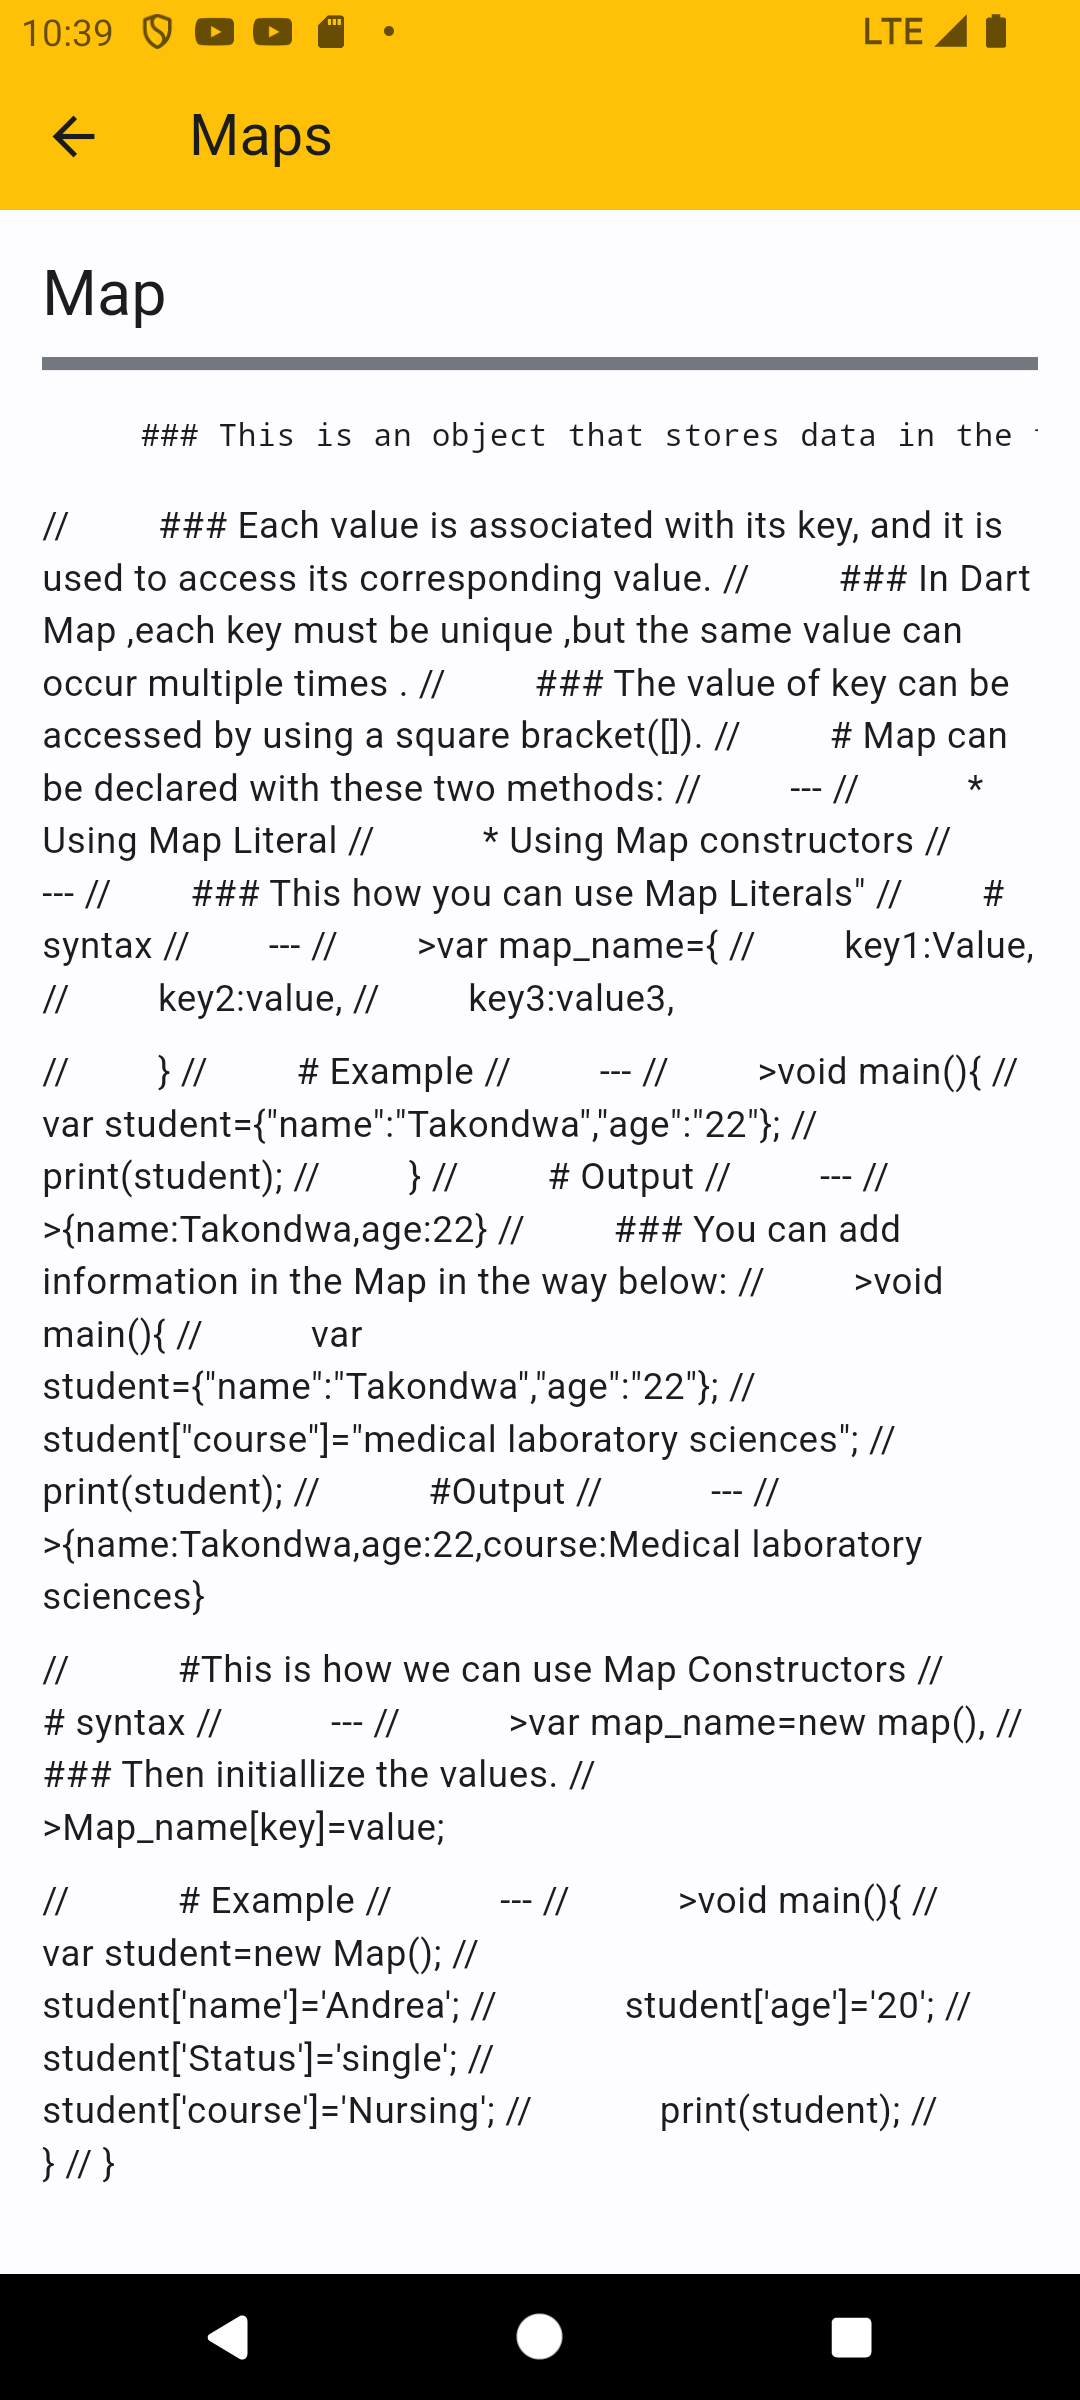 10:39
LTE
Maps
Map
### This is an object that stores data in the
// ### Each value is associated with its key, and it is
used to access its corresponding value. // ### In Dart
Map ,each key must be unique ,but the same value can
occur multiple times . // ### The value of key can be
accessed by using a square bracket([]). // # Map can
be declared with these two methods: // --- // *
Using Map Literal // * Using Map constructors //
--- // ### This how you can use Map Literals" // #
syntax // --- // >var map_name={ // key1:Value,
// key2:value, // key3:value3,
// } // # Example // --- // >void main(){ //
var student={"name":"Takondwa","age":"22"}; //
print(student); // } // # Output // --- //
>{name:Takondwa,age:22} // ### You can add
information in the Map in the way below: // >void
main(){ // var
student={"name":"Takondwa","age":"22"}; //
student["course"]="medical laboratory sciences"; //
print(student); // #Output // --- //
>{name:Takondwa,age:22,course:Medical laboratory
sciences}
// #This is how we can use Map Constructors //
# syntax // --- // >var map_name=new map(), //
### Then initiallize the values. //
>Map_name[key]=value;
// # Example // --- // >void main(){ //
var student=new Map(); //
student['name']='Andrea'; // student['age']='20'; //
student['Status']='single'; //
student['course']='Nursing'; // print(student); //
} // }